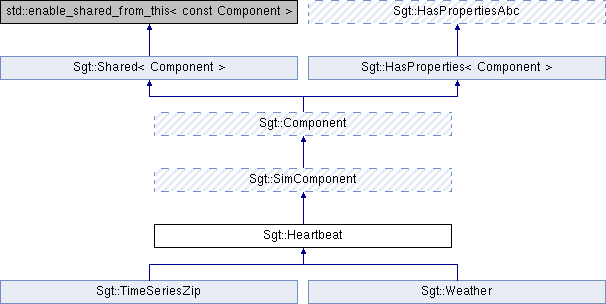 std::enable_shared_from_this< const Component >
Sgt::HasPropertiesAbc
Sgt::Shared< Component >
Sgt::HasProperties< Component >
Sgt::Component
Sgt::SimComponent
Sgt::Heartbeat
Sgt::TimeSeriesZip
Sgt::Weather